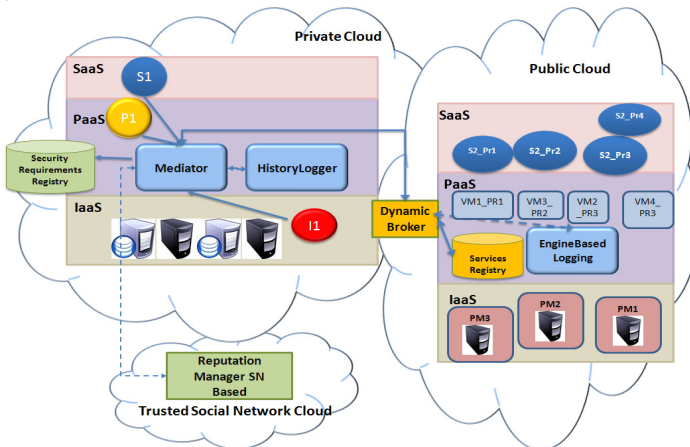 Private Cloud
SaaS
S1
PaaS
P1
Security
Requirements
Registry
Mediator
HistoryLogger
IaaS
I1
Dynamic
Broker
Public Cloud
SaaS
S2_Pr4
S2_Pr1
S2_Pr2
S2_Pr3
PaaS
VM1_PR1
VM3_
PR2
VM2
_PR3
VM4_
PR3
Services
Registry
EngineBased
Logging
IaaS
PM3
PM2
PM1
Reputation
Manager SN
Based
Trusted Social Network Cloud